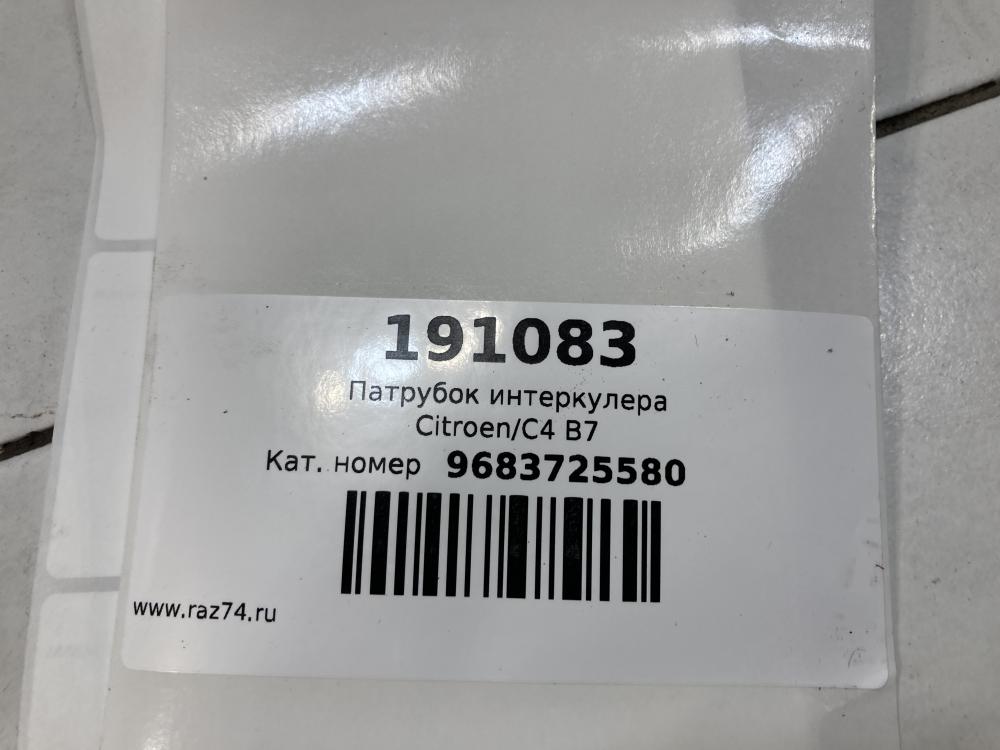 191083
Патрубок интеркулера
Citroen/C4 B7
Кат. номер 9683725580
www.raz74.ru